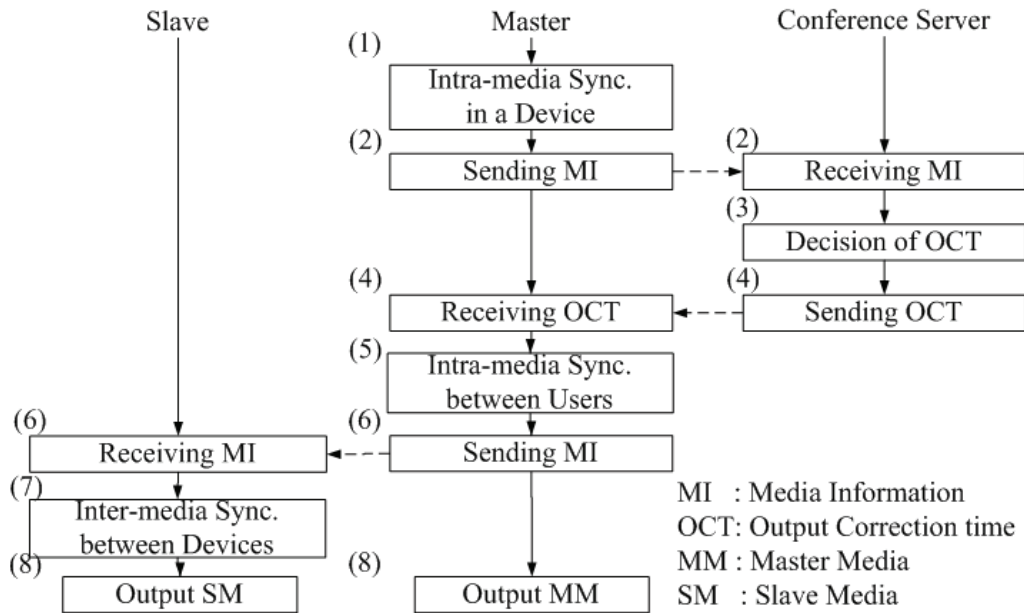 Slave
Master
Conference Server
(1)
Intra-media Sync.
in a Device
(2)
Sending MI
(2)
Receiving MI
(3)
Decision of OCT
(4)
Receiving OCT
(4)
Sending OCT
(5)
Intra-media Sync.
between Users
(6)
Receiving MI
(6)
Sending MI
(7)
Inter-media Sync.
between Devices
(8)
Output SM
(8)
Output MM
MI : Media Information
OCT: Output Correction time
MM : Master Media
SM : Slave Media